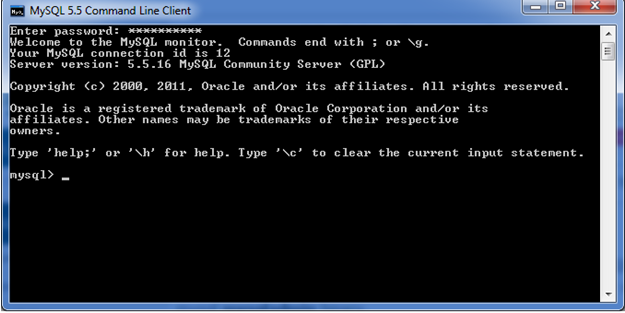 MySQL 5.5 Command Line Client
Enter password: **********
Welcome to the MySQL monitor.  Commands end with ; or \g.
Your MySQL connection id is 12
Server version: 5.5.16 MySQL Community Server (GPL)
Copyright (c) 2000, 2011, Oracle and/or its affiliates. All rights reserved.
Oracle is a registered trademark of Oracle Corporation and/or its
affiliates. Other names may be trademarks of their respective
owners.
Type 'help;' or '\h' for help. Type '\c' to clear the current input statement.
mysql> _